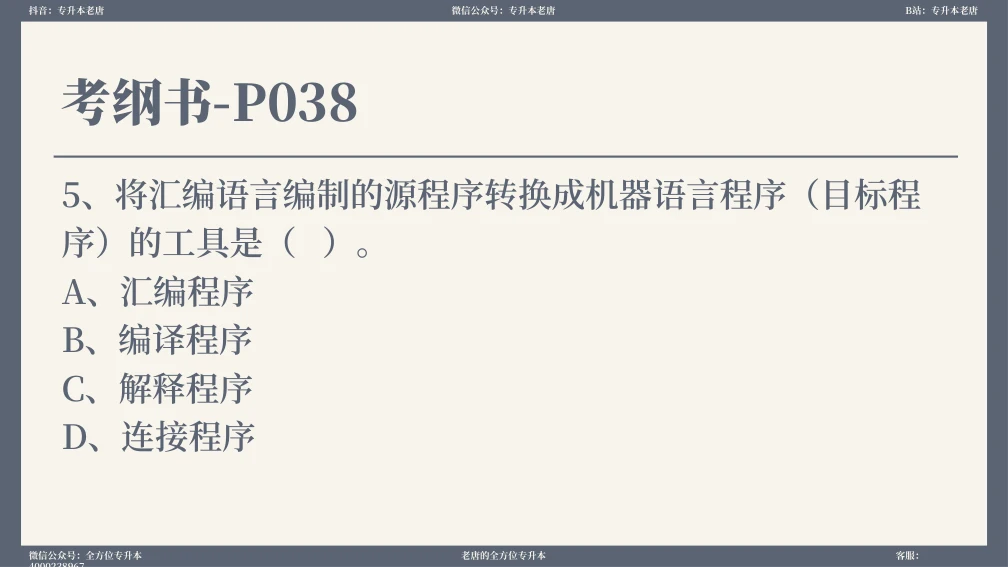 抖音：专升本老唐
微信公众号：专升本老唐
B站：专升本老唐
考纲书-P038
5、将汇编语言编制的源程序转换成机器语言程序（目标程
序）的工具是（ ）。
A、汇编程序
B、编译程序
C、解释程序
D、连接程序
微信公众号：全方位专升本
老唐的全方位专升本
客服：
4000238967